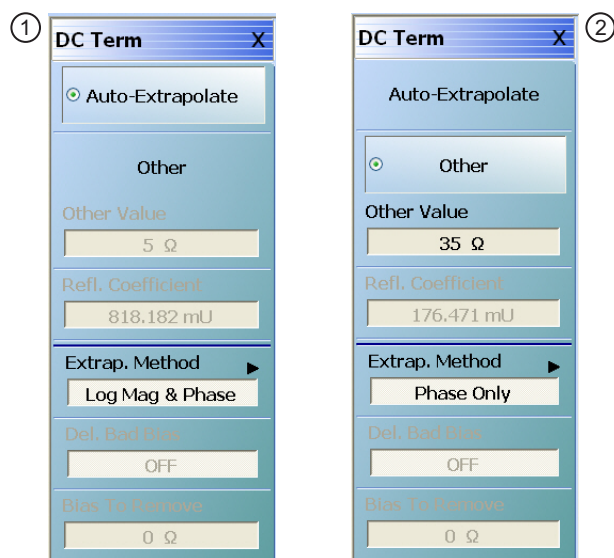 ①
DC Term X
Auto-Extrapolate
Other
Other Value
5 Ω
Refl. Coefficient
818.182 mU
Extrap. Method
Log Mag & Phase
Del. Bad Bias
OFF
Bias To Remove
0 Ω
②
DC Term X
Auto-Extrapolate
Other
Other Value
35 Ω
Refl. Coefficient
176.471 mU
Extrap. Method
Phase Only
Del. Bad Bias
OFF
Bias To Remove
0 Ω